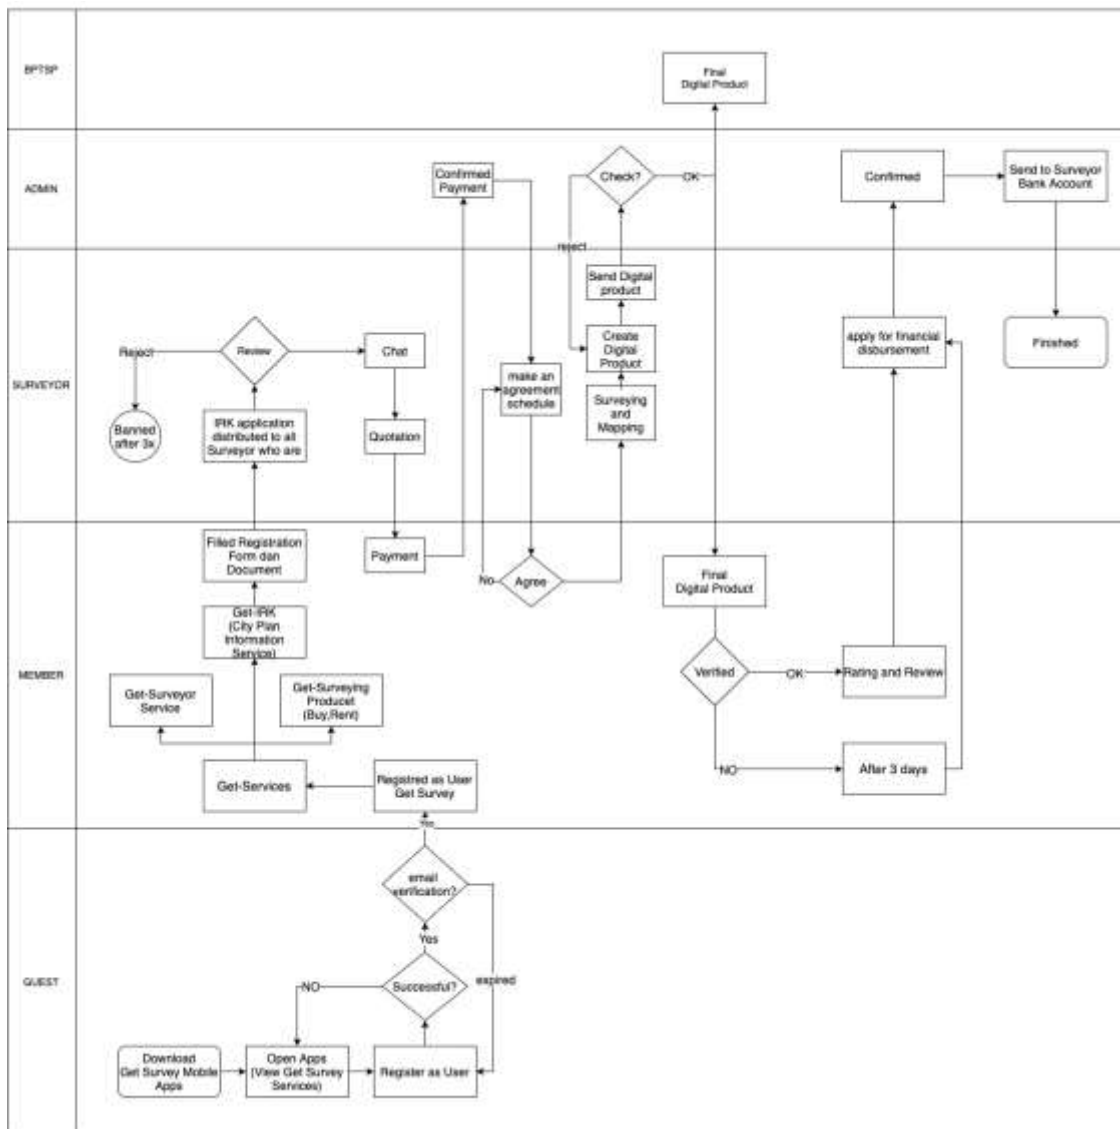 BPTSP
Final
Digital Product
ADMIN
Confirmed
Payment
Check?
OK
reject
Confirmed
Send to Surveyor
Bank Account
SURVEYOR
Reject
Review
Chat
Banned
after 3x
IRK application
distributed to all
Surveyor who are
Quotation
make an
agreement
schedule
Send Digital
product
Create
Digital
Product
Surveying
and
Mapping
apply for financial
disbursement
Finished
MEMBER
Filled Registration
Form dan
Document
Payment
No
Agree
Final
Digital Product
Get-IRK
(City Plan
Information
Service)
Verified
OK
Rating and Review
Get-Surveyor
Service
Get-Surveying
Producet
(Buy,Rent)
NO
After 3 days
Get-Services
Registred as User
Get Survey
Yes
GUEST
email
verification?
Yes
expired
NO
Successful?
Download
Get Survey Mobile
Apps
Open Apps
(View Get Survey
Services)
Register as User